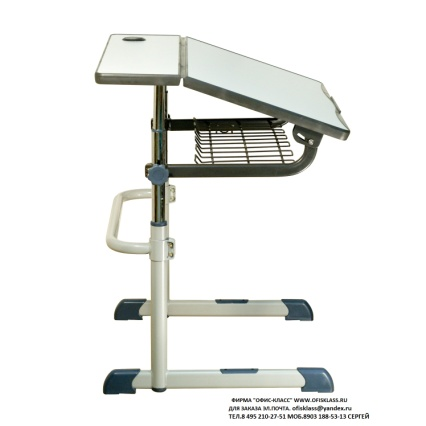 ФИРМА "ОФИС-КЛАСС" WWW.OFISKLASS.RU
ДЛЯ ЗАКАЗА ЭЛ.ПОЧТА. ofisklass@yandex.ru
ТЕЛ.8 495 210-27-51 МОБ.8903 188-53-13 СЕРГЕЙ